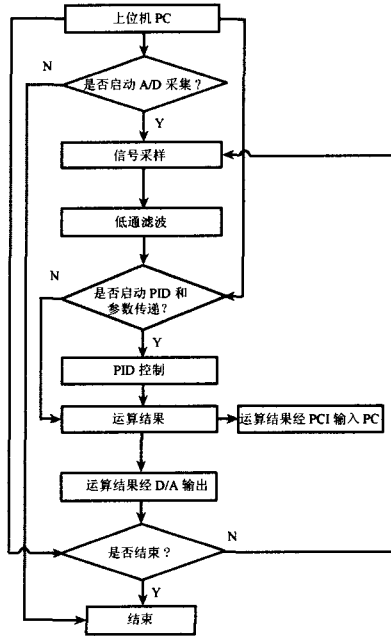 上位机 PC
N
是否启动 A/D 采集?
Y
信号采样
低通滤波
N
是否启动 PID 和
参数传递?
Y
PID 控制
运算结果
运算结果经 PCI 输入 PC
运算结果经 D/A 输出
是否结束?
N
Y
结束